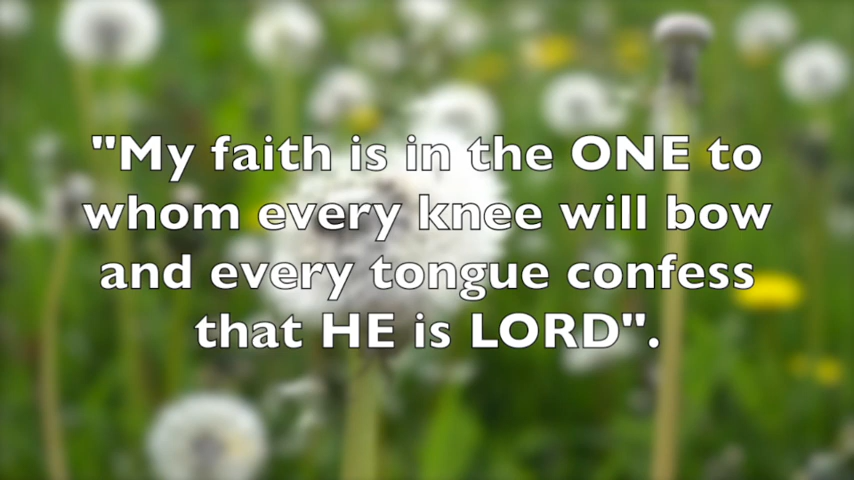 "My faith is in the ONE to
whom every knee will bow
and every tongue confess
that HE is LORD".